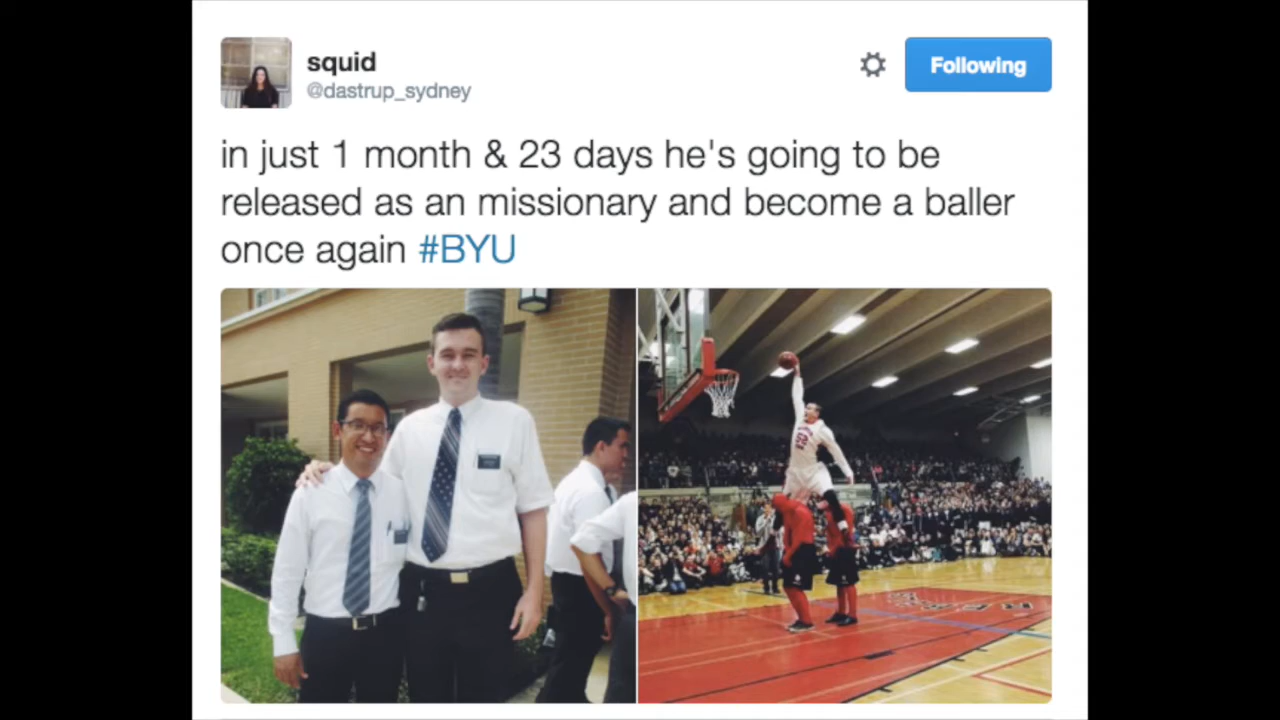 squid
@dastrup_sydney
Following
in just 1 month & 23 days he's going to be
released as an missionary and become a baller
once again #BYU